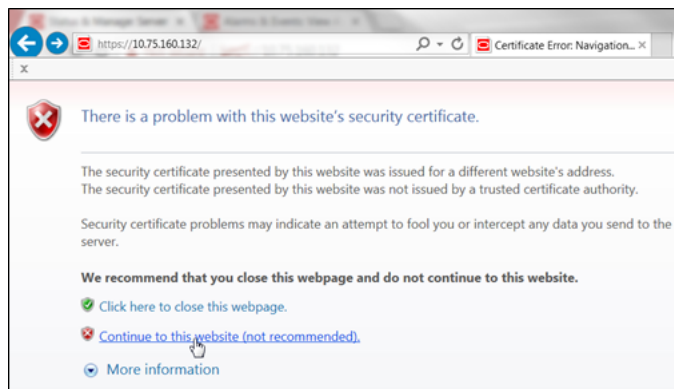 Status & Manager Server
Alarms & Events View
https://10.75.160.132/
Certificate Error: Navigation...
x
There is a problem with this website's security certificate.
The security certificate presented by this website was issued for a different website's address.
The security certificate presented by this website was not issued by a trusted certificate authority.
Security certificate problems may indicate an attempt to fool you or intercept any data you send to the
server.
We recommend that you close this webpage and do not continue to this website.
Click here to close this webpage.
Continue to this website (not recommended).
More information